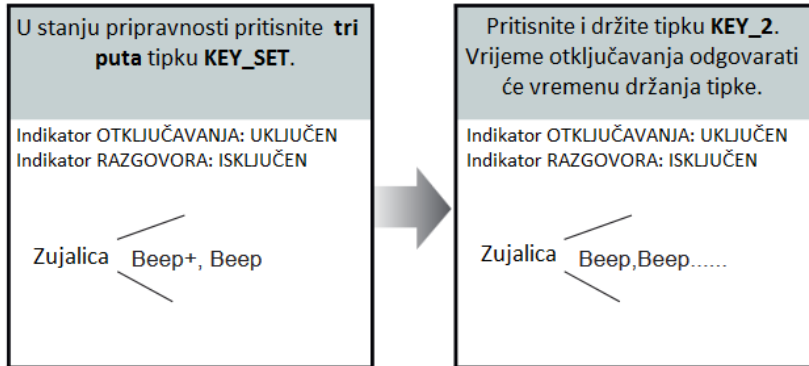 U stanju pripravnosti pritisnite tri
puta tipku KEY_SET.
Indikator OTKLJUČAVANJA: UKLJUČEN
Indikator RAZGOVORA: ISKLJUČEN
Zujalica Beep+, Beep
Pritisnite i držite tipku KEY_2.
Vrijeme otključavanja odgovarati
će vremenu držanja tipke.
Indikator OTKLJUČAVANJA: UKLJUČEN
Indikator RAZGOVORA: ISKLJUČEN
Zujalica Beep,Beep......